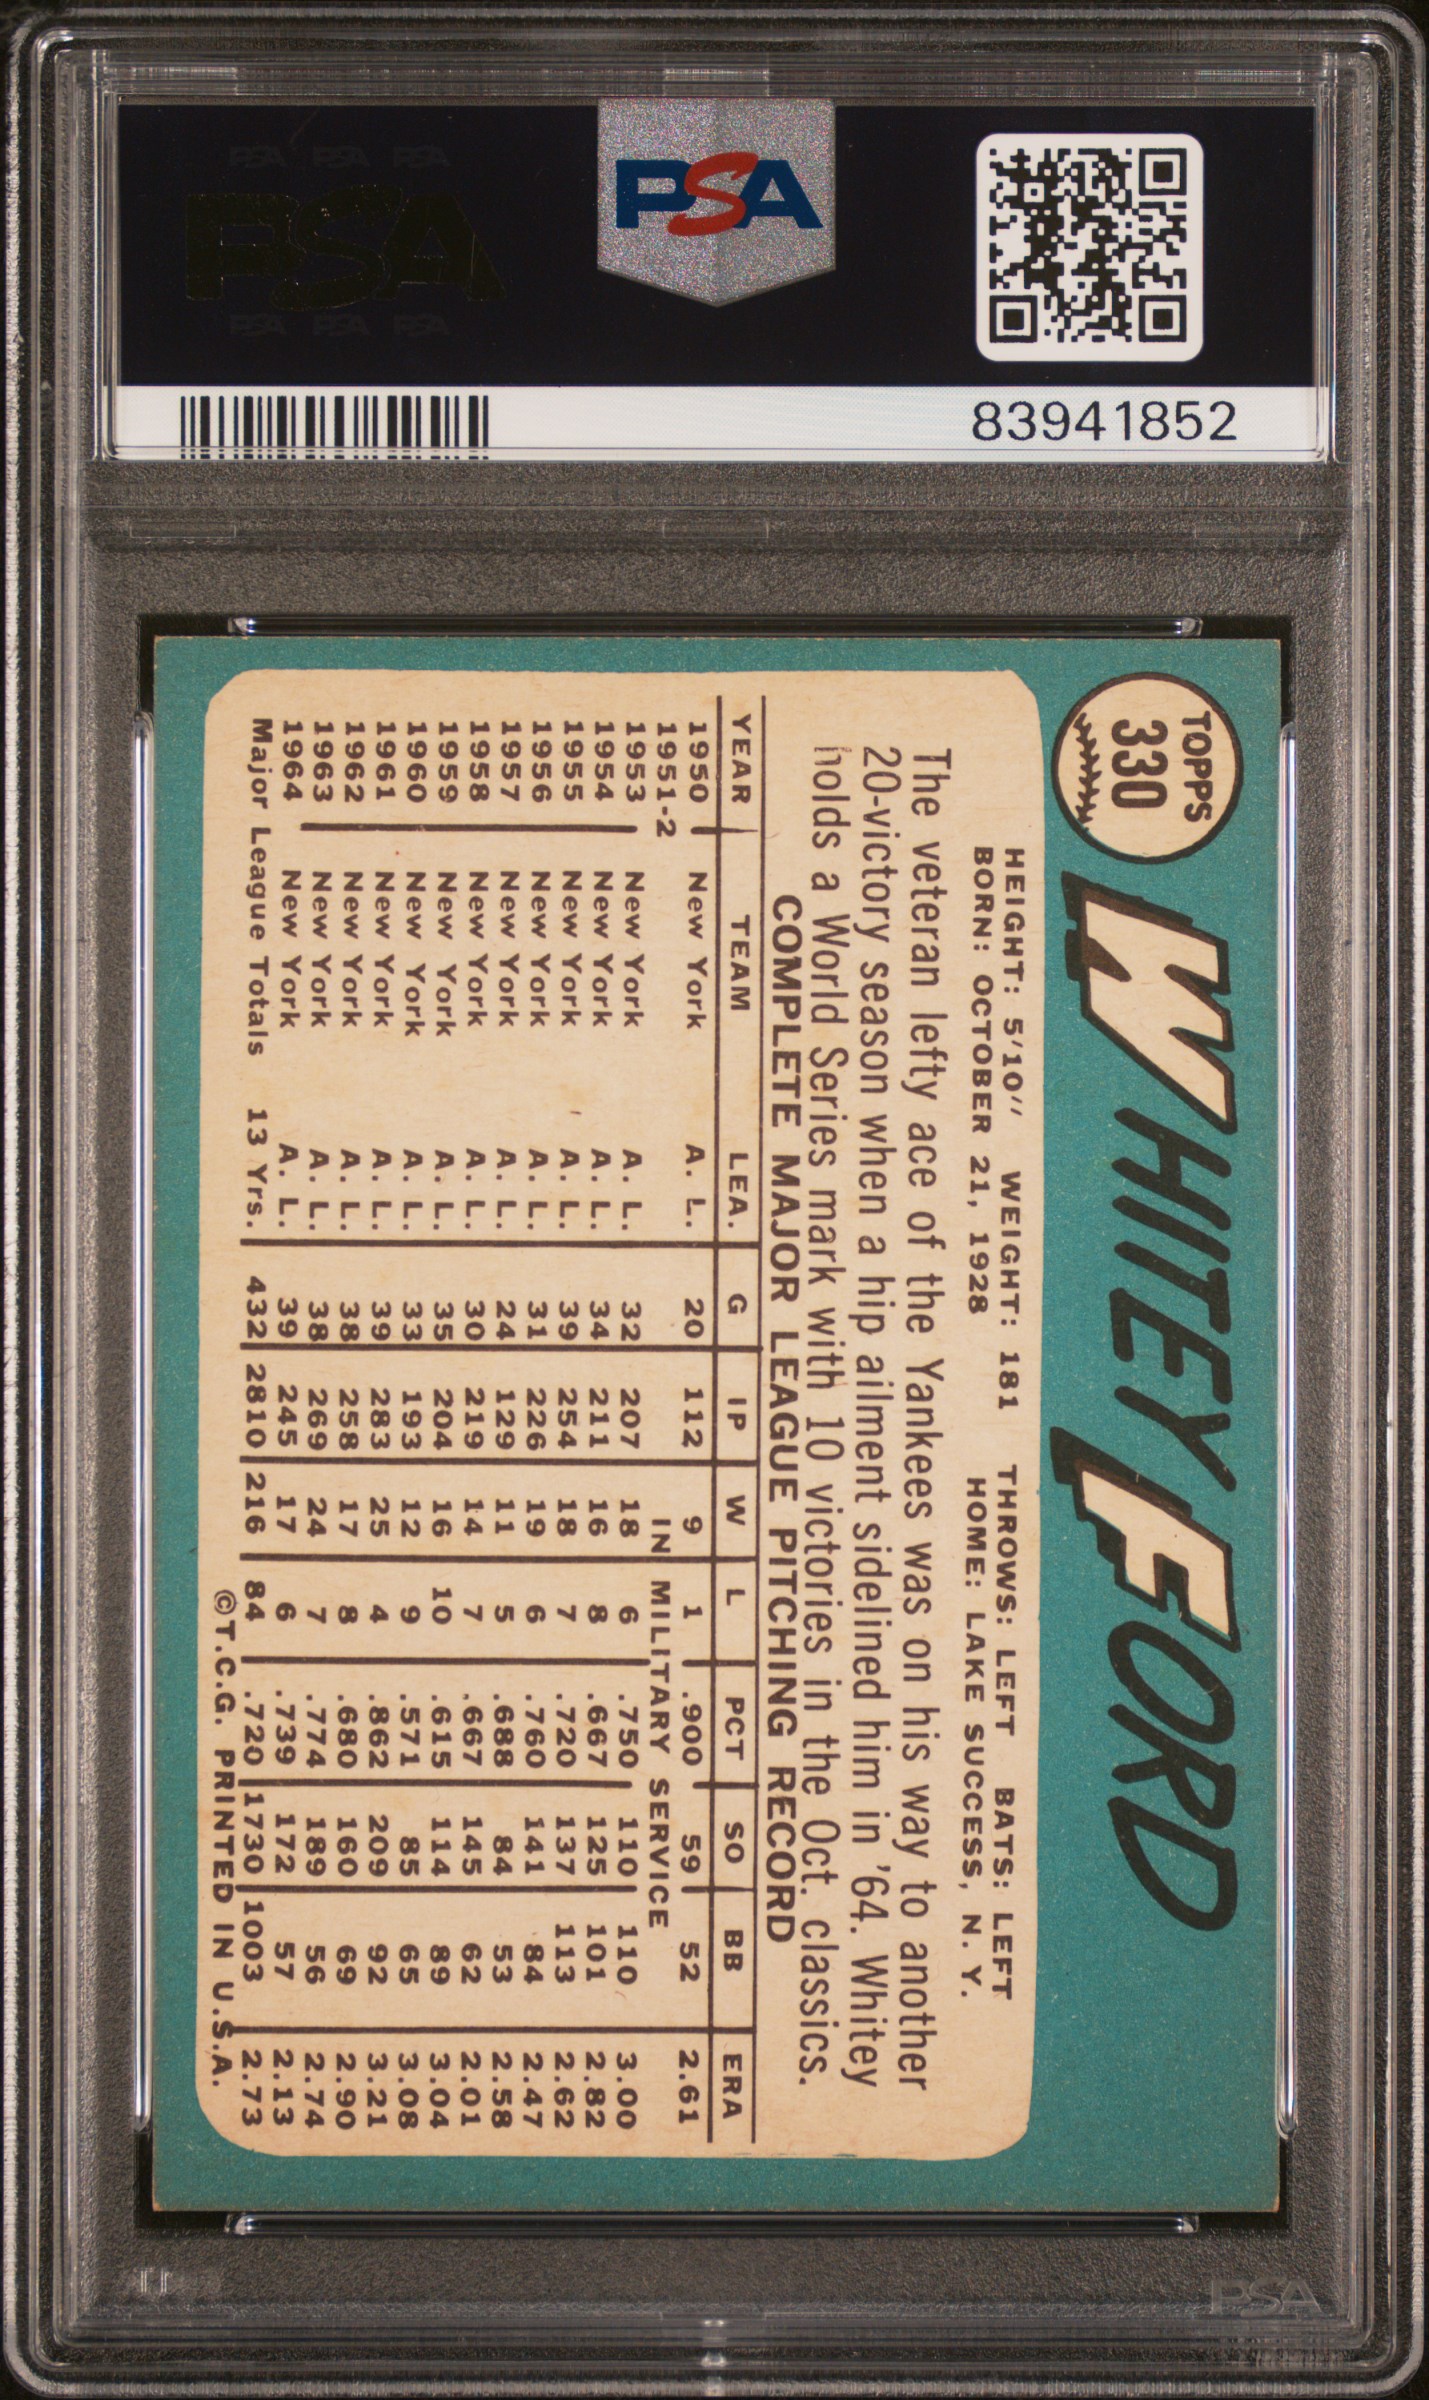 PSA PSA PSA
PSA
PSA PSA PSA
PSA
83941852
TOPPS
330
WHITEY FORD
HEIGHT: 5'10" WEIGHT: 181 THROWS: LEFT BATS: LEFT
BORN: OCTOBER 21, 1928 HOME: LAKE SUCCESS, N. Y.
The veteran lefty ace of the Yankees was on his way to another
20-victory season when a hip ailment sidelined him in '64. Whitey
holds a World Series mark with 10 victories in the Oct. classics.
COMPLETE MAJOR LEAGUE PITCHING RECORD
YEAR TEAM LEA. G IP W L PCT SO BB ERA
1950 New York A. L. 20 112 9 1 .900 59 52 2.61
1951-2 IN MILITARY SERVICE
1953 New York A. L. 32 207 18 6 .750 110 110 3.00
1954 New York A. L. 34 211 16 8 .667 125 101 2.82
1955 New York A. L. 39 254 18 7 .720 137 113 2.62
1956 New York A. L. 31 226 19 6 .760 141 84 2.47
1957 New York A. L. 24 129 11 5 .688 84 53 2.58
1958 New York A. L. 30 219 14 7 .667 145 62 2.01
1959 New York A. L. 35 204 16 10 .615 114 89 3.04
1960 New York A. L. 33 193 12 9 .571 85 65 3.08
1961 New York A. L. 39 283 25 4 .862 209 92 3.21
1962 New York A. L. 38 258 17 8 .680 160 69 2.90
1963 New York A. L. 38 269 24 7 .774 189 56 2.74
1964 New York A. L. 39 245 17 6 .739 172 57 2.13
Major League Totals 13 Yrs. 432 2810 216 84 .720 1730 1003 2.73
©T.C.G. PRINTED IN U.S.A.
PSA